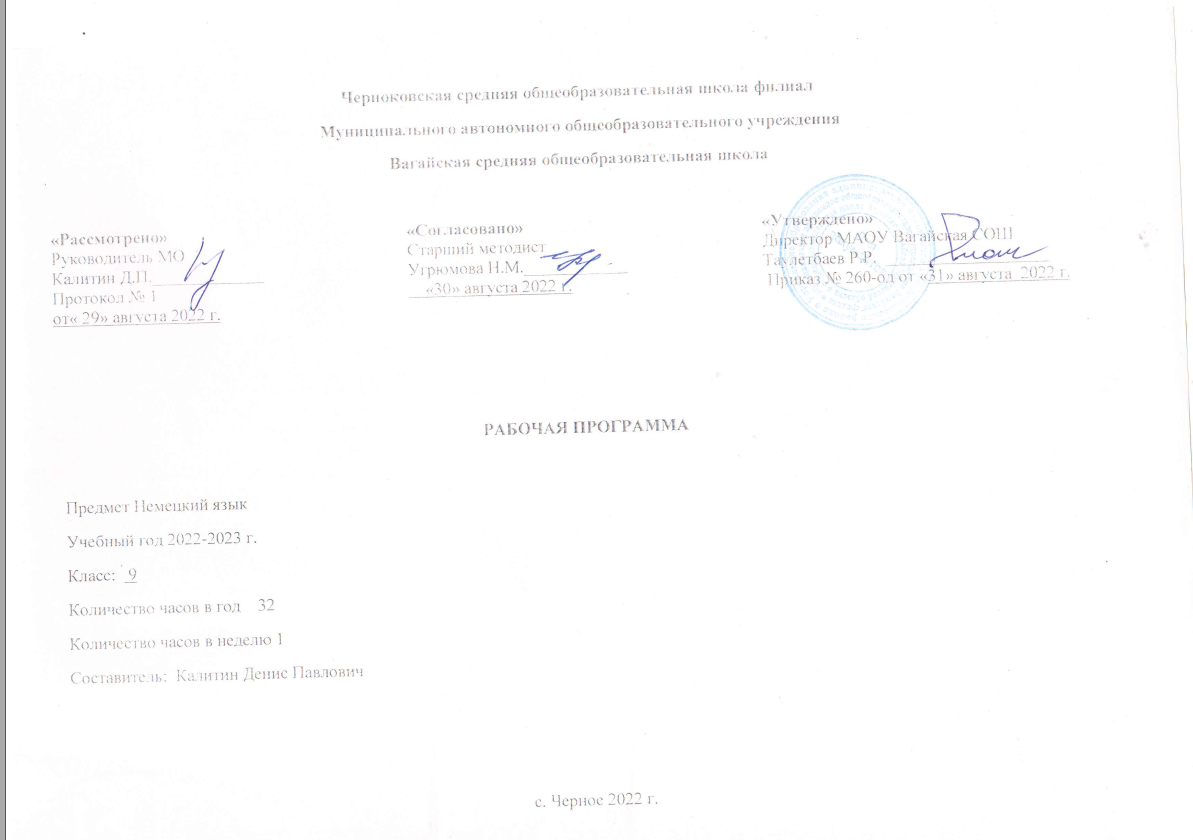 Черноковская средняя общеобразовательная школа филиал
Муниципального автономного общеобразовательного учреждения
Вагайская средняя общеобразовательная школа
«Рассмотрено»
Руководитель МО
Калитин Д.П.
Протокол № 1
от« 29» августа 2022 г.
«Согласовано»
Старший методист
Угрюмова Н.М.
«30» августа 2022 г.
«Утверждено»
Директор МАОУ Вагайская СОШ
Таулетбаев Р.Р.
Приказ № 260-од от «31» августа 2022 г.
РАБОЧАЯ ПРОГРАММА
Предмет Немецкий язык
Учебный год 2022-2023 г.
Класс: 9
Количество часов в год 32
Количество часов в неделю 1
Составитель: Калитин Денис Павлович
с. Черное 2022 г.